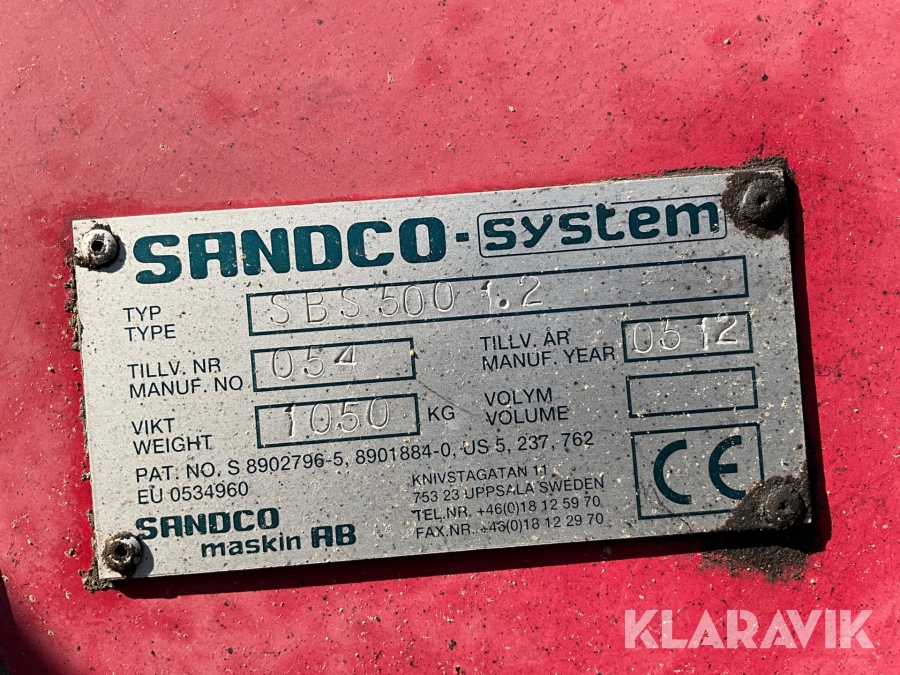 SANDCO-system
TYP
TYPE
SBS500 1.2
TILLV. NR
MANUF. NO
054
TILLV. ÅR
MANUF. YEAR
0512
VIKT
WEIGHT
1050 KG
VOLYM
VOLUME
PAT. NO. S 8902796-5, 8901884-0, US 5, 237, 762
EU 0534960
SANDCO
maskin AB
KNIVSTAGATAN 11
753 23 UPPSALA SWEDEN
TEL.NR. +46(0)18 12 59 70
FAX.NR. +46(0)18 12 29 70
CE
KLARAVIK